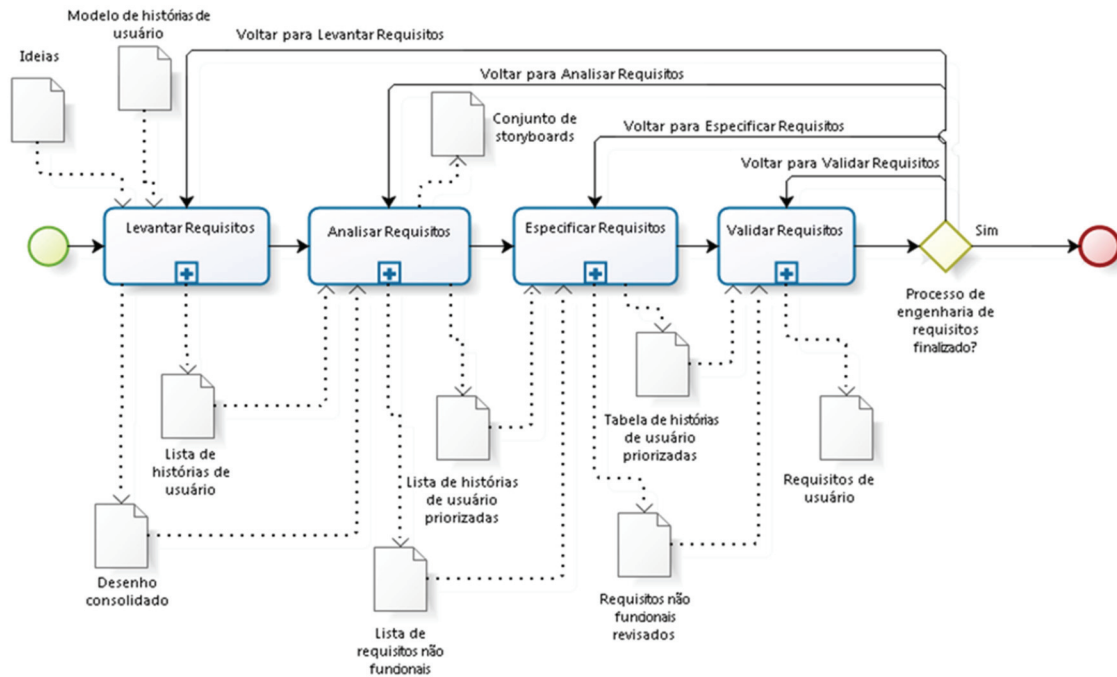 Modelo de histórias de
usuário
Ideias
Voltar para Levantar Requisitos
Voltar para Analisar Requisitos
Conjunto de
storyboards
Voltar para Especificar Requisitos
Voltar para Validar Requisitos
Levantar Requisitos
Analisar Requisitos
Especificar Requisitos
Validar Requisitos
Sim
Processo de
engenharia de
requisitos
finalizado?
Lista de
histórias de
usuário
Lista de histórias
de usuário
priorizadas
Tabela de histórias
de usuário
priorizadas
Requisitos de
usuário
Desenho
consolidado
Lista de
requisitos não
funcionais
Requisitos não
funcionais
revisados